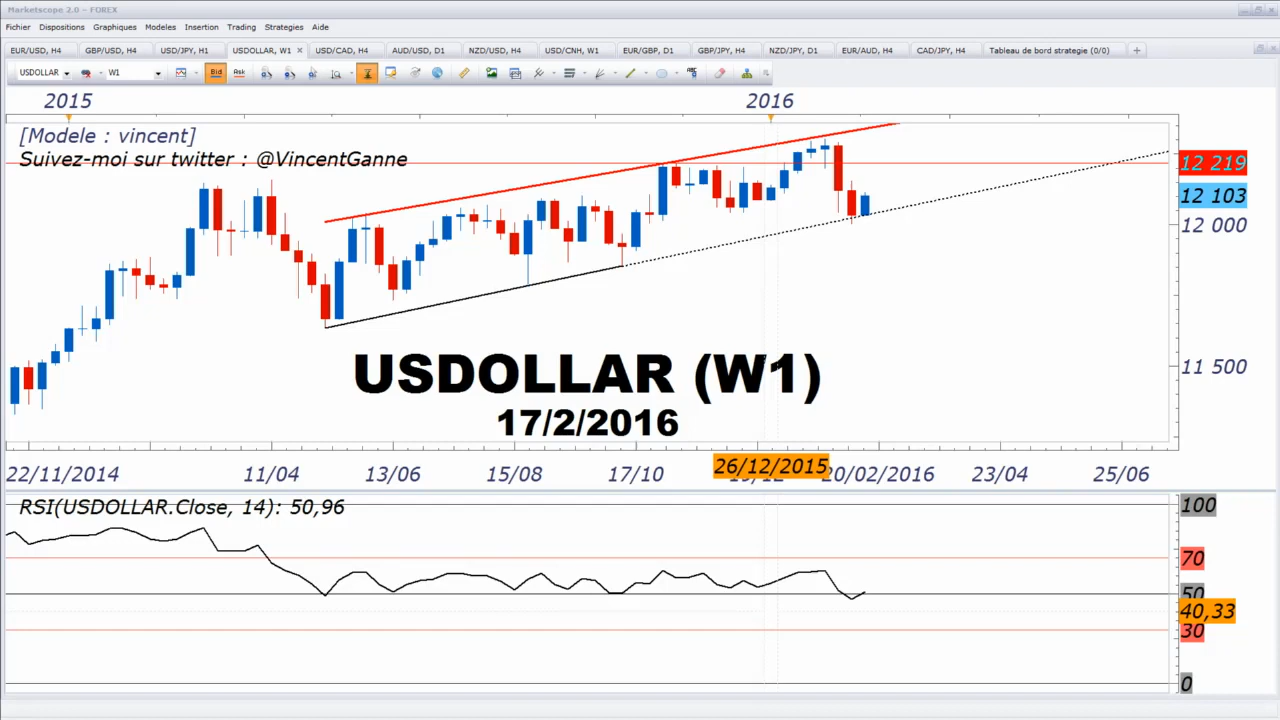 Marketscope 2.0 - FOREX
Fichier Dispositions Graphiques Modeles Insertion Trading Strategies Aide
EUR/USD, H4 GBP/USD, H4 USD/JPY, H1 USDOLLAR, W1 USD/CAD, H4 AUD/USD, D1 NZD/USD, H4 USD/CNH, W1 EUR/GBP, D1 GBP/JPY, H4 NZD/JPY, D1 EUR/AUD, H4 CAD/JPY, H4 Tableau de bord strategie (0/0)
USDOLLAR W1 Bid Ask
2015 2016
[Modele : vincent]
Suivez-moi sur twitter : @VincentGanne
12 219
12 103
12 000
11 500
USDOLLAR (W1)
17/2/2016
22/11/2014 11/04 13/06 15/08 17/10 26/12/2015 20/02/2016 23/04 25/06
RSI(USDOLLAR.Close, 14): 50,96
100
70
50
40,33
30
0